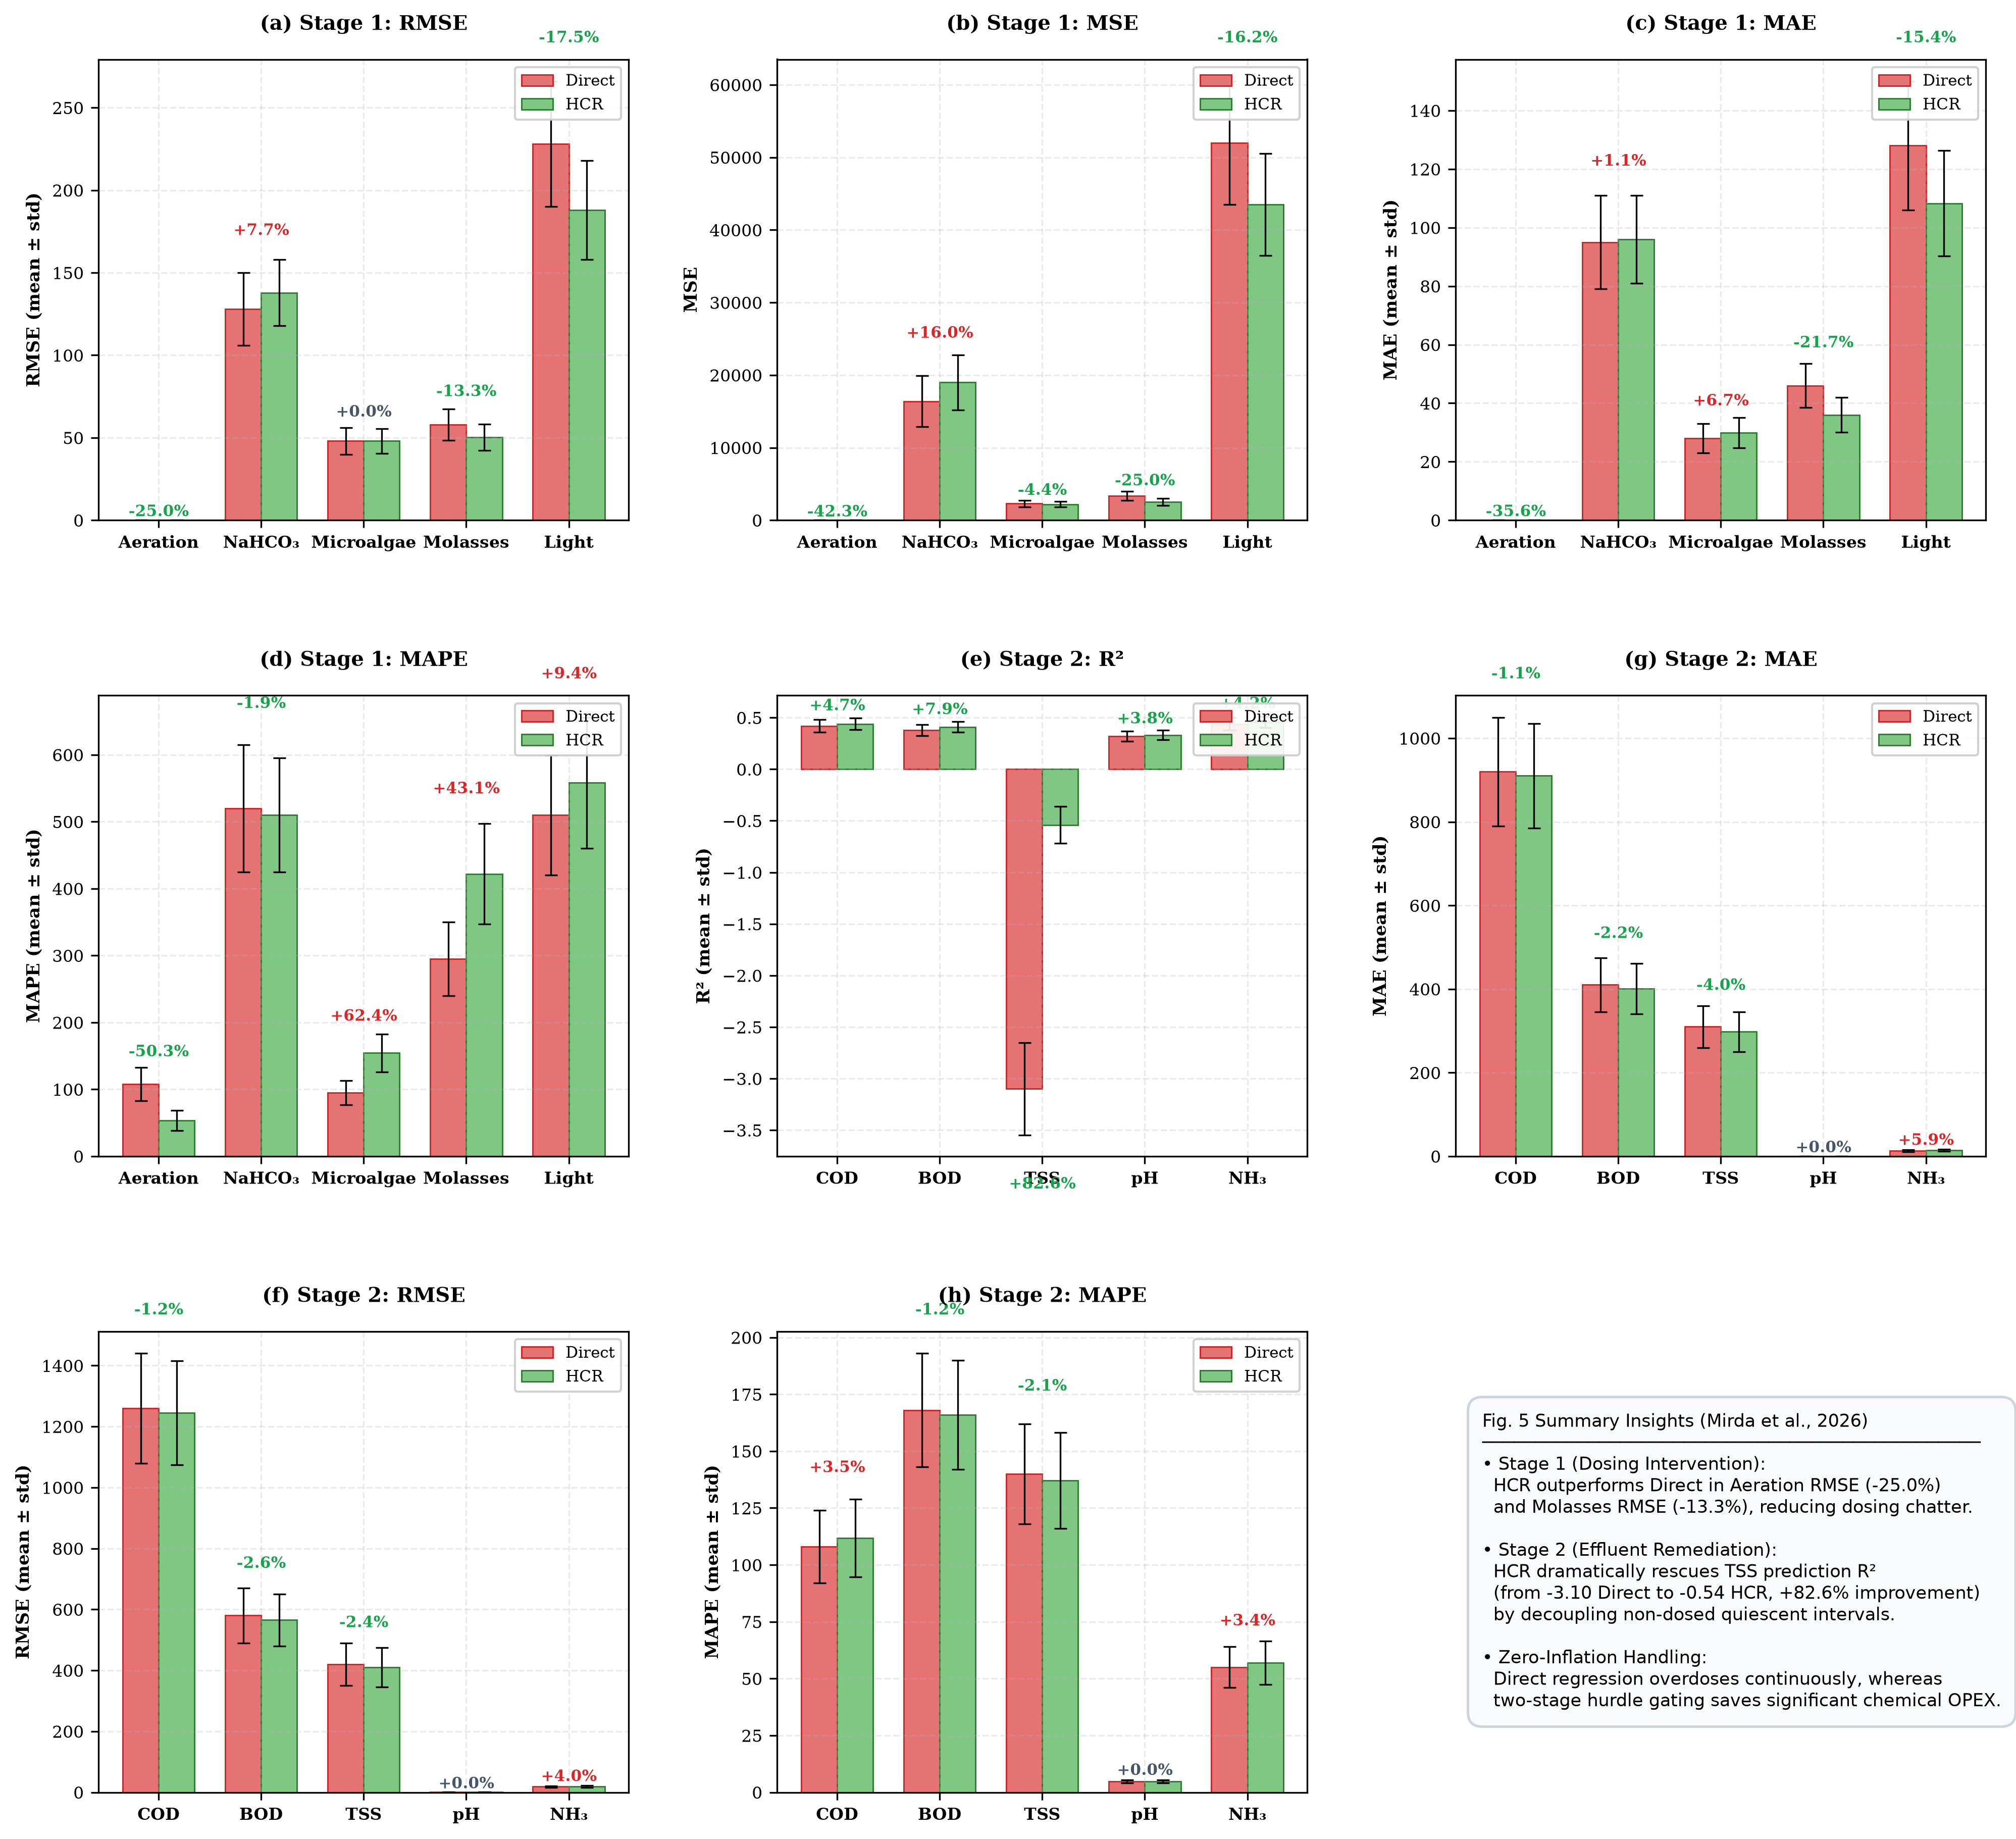 (a) Stage 1: RMSE
-17.5%
Direct
HCR
250
200
150
100
50
0
RMSE (mean ± std)
+7.7%
+0.0%
-13.3%
-25.0%
Aeration NaHCO₃ Microalgae Molasses Light
(b) Stage 1: MSE
-16.2%
Direct
HCR
60000
50000
40000
30000
20000
10000
0
MSE
+16.0%
-4.4%
-25.0%
-42.3%
Aeration NaHCO₃ Microalgae Molasses Light
(c) Stage 1: MAE
-15.4%
Direct
HCR
140
120
100
80
60
40
20
0
MAE (mean ± std)
+1.1%
-21.7%
+6.7%
-35.6%
Aeration NaHCO₃ Microalgae Molasses Light
(d) Stage 1: MAPE
+9.4%
-1.9%
Direct
HCR
600
500
400
300
200
100
0
MAPE (mean ± std)
+43.1%
+62.4%
-50.3%
Aeration NaHCO₃ Microalgae Molasses Light
(e) Stage 2: R²
+4.7%
+7.9%
+3.8%
Direct
HCR
0.5
0.0
−0.5
−1.0
−1.5
−2.0
−2.5
−3.0
−3.5
R² (mean ± std)
COD BOD TSS pH NH₃
+82.6%
(g) Stage 2: MAE
-1.1%
Direct
HCR
1000
800
600
400
200
0
MAE (mean ± std)
-2.2%
-4.0%
+0.0%
+5.9%
COD BOD TSS pH NH₃
(f) Stage 2: RMSE
-1.2%
Direct
HCR
1400
1200
1000
800
600
400
200
0
RMSE (mean ± std)
-2.6%
-2.4%
+0.0%
+4.0%
COD BOD TSS pH NH₃
(h) Stage 2: MAPE
-1.2%
Direct
HCR
200
175
150
125
100
75
50
25
0
MAPE (mean ± std)
-2.1%
+3.5%
+3.4%
+0.0%
COD BOD TSS pH NH₃
Fig. 5 Summary Insights (Mirda et al., 2026)
• Stage 1 (Dosing Intervention):
HCR outperforms Direct in Aeration RMSE (-25.0%)
and Molasses RMSE (-13.3%), reducing dosing chatter.
• Stage 2 (Effluent Remediation):
HCR dramatically rescues TSS prediction R²
(from -3.10 Direct to -0.54 HCR, +82.6% improvement)
by decoupling non-dosed quiescent intervals.
• Zero-Inflation Handling:
Direct regression overdoses continuously, whereas
two-stage hurdle gating saves significant chemical OPEX.